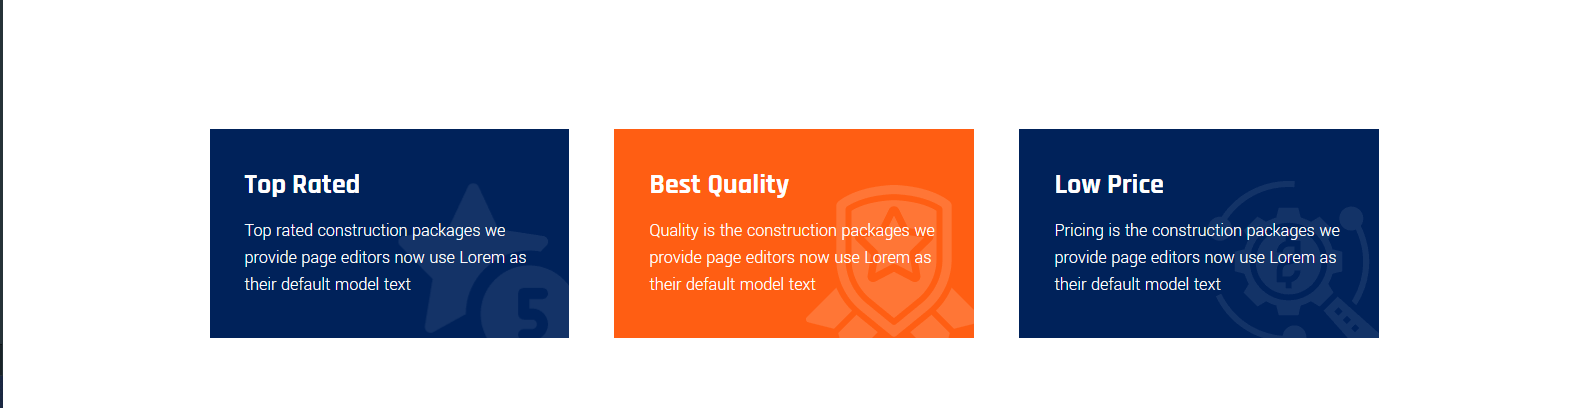 Top Rated
Top rated construction packages we
provide page editors now use Lorem as
their default model text
5
Best Quality
Quality is the construction packages we
provide page editors now use Lorem as
their default model text
Low Price
Pricing is the construction packages we
provide page editors now use Lorem as
their default model text